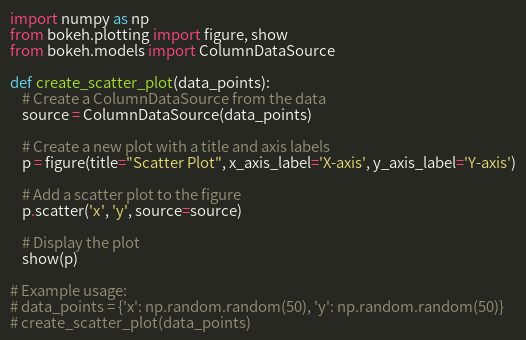 import numpy as np
from bokeh.plotting import figure, show
from bokeh.models import ColumnDataSource

def create_scatter_plot(data_points):
    # Create a ColumnDataSource from the data
    source = ColumnDataSource(data_points)

    # Create a new plot with a title and axis labels
    p = figure(title="Scatter Plot", x_axis_label='X-axis', y_axis_label='Y-axis')

    # Add a scatter plot to the figure
    p.scatter('x', 'y', source=source)

    # Display the plot
    show(p)

# Example usage:
# data_points = {'x': np.random.random(50), 'y': np.random.random(50)}
# create_scatter_plot(data_points)